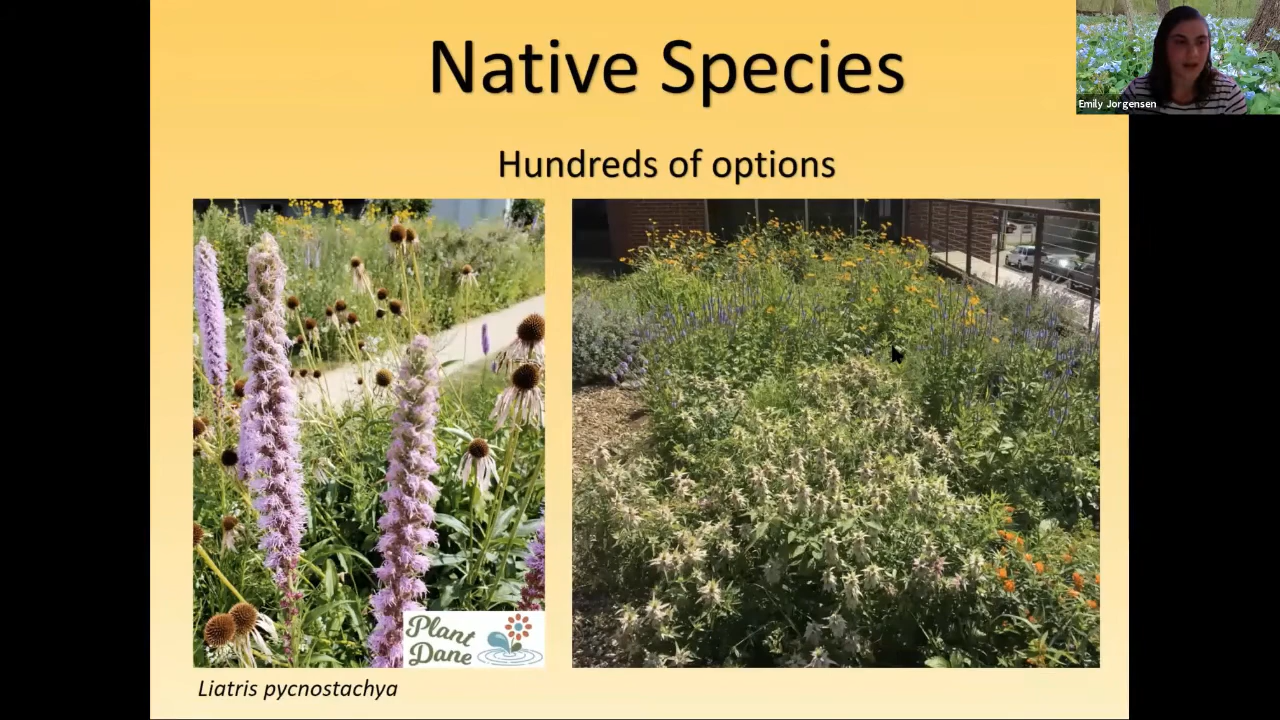 Native Species
Emily Jorgensen
Hundreds of options
Plant
Dane
Liatris pycnostachya